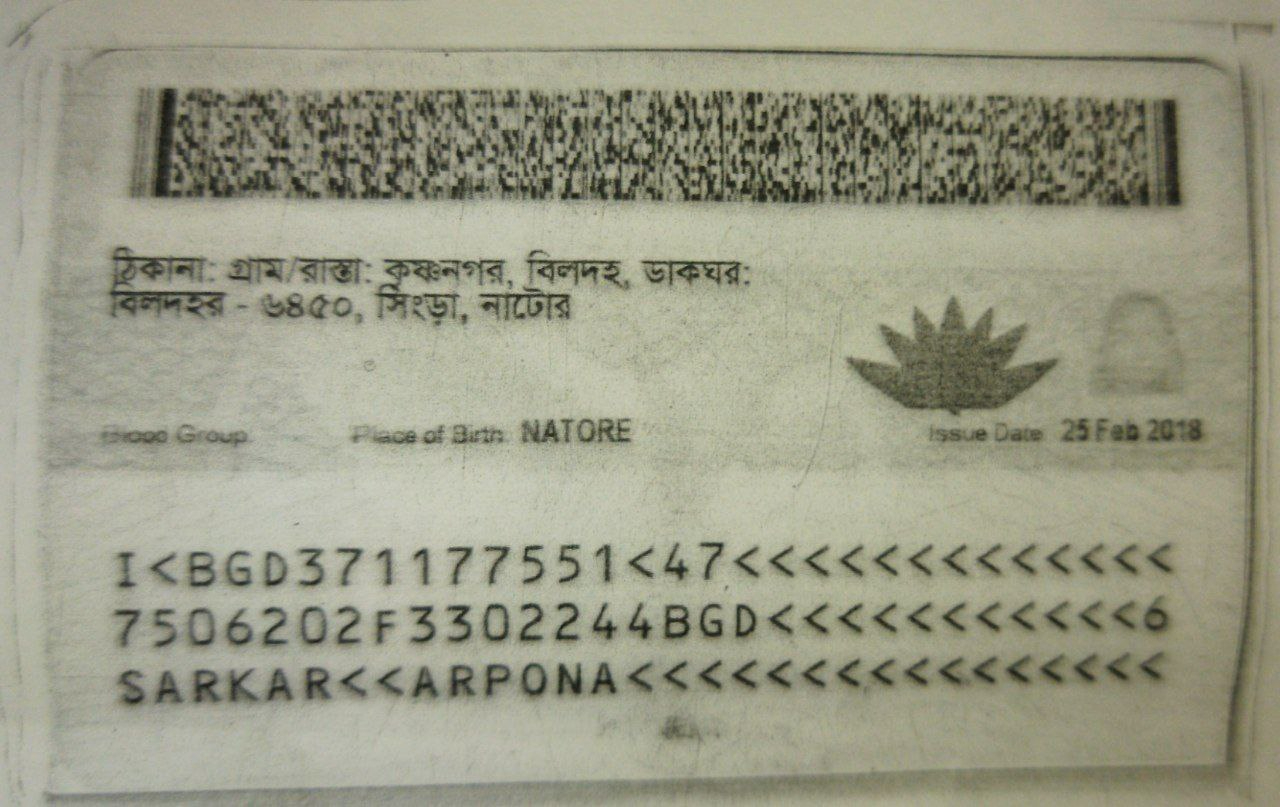 ঠিকানা: গ্রাম/রাস্তা: কৃষ্ণনগর, বিলদহ, ডাকঘর:
বিলদহর - ৬৪৫০, সিংড়া, নাটোর
Blood Group: Place of Birth: NATORE Issue Date: 25 Feb 2018
I<BGD371177551<47<<<<<<<<<<<<<
7506202F3302244BGD<<<<<<<<<<<6
SARKAR<<ARPONA<<<<<<<<<<<<<<<<